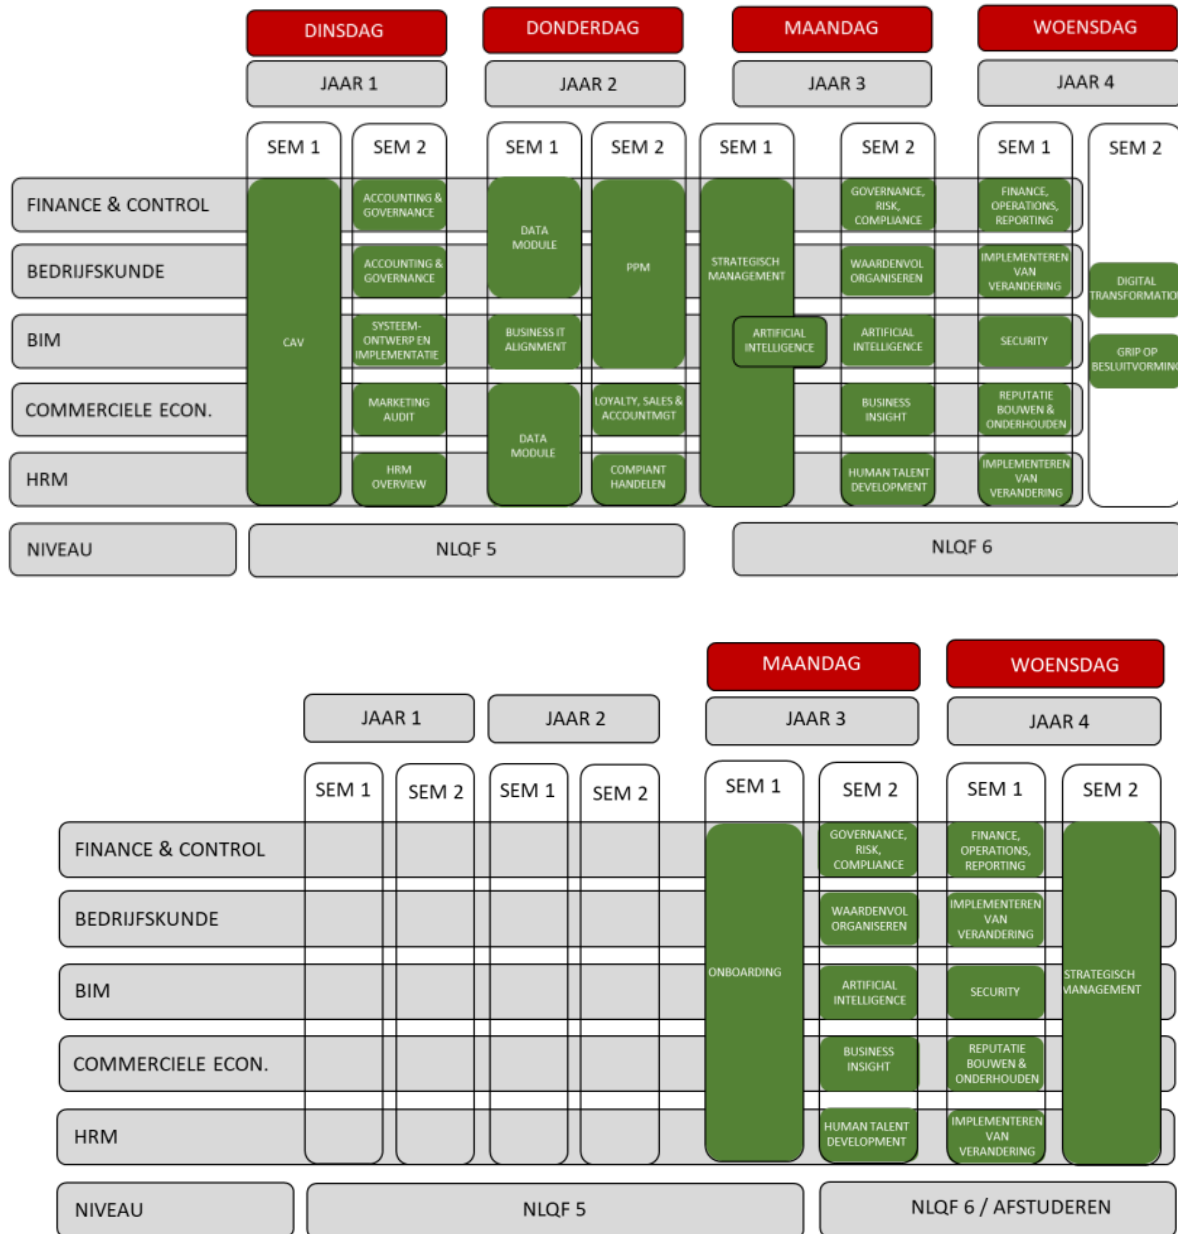 DINSDAG
DONDERDAG
MAANDAG
WOENSDAG
JAAR 1
JAAR 2
JAAR 3
JAAR 4
SEM 1
SEM 2
SEM 1
SEM 2
SEM 1
SEM 2
SEM 1
SEM 2
FINANCE & CONTROL
ACCOUNTING &
GOVERNANCE
GOVERNANCE,
RISK,
COMPLIANCE
FINANCE,
OPERATIONS,
REPORTING
DATA
MODULE
BEDRIJFSKUNDE
ACCOUNTING &
GOVERNANCE
PPM
STRATEGISCH
MANAGEMENT
WAARDENVOL
ORGANISEREN
IMPLEMENTEREN
VAN
VERANDERING
DIGITAL
TRANSFORMATION
BIM
CAV
SYSTEEM-
ONTWERP EN
IMPLEMENTATIE
BUSINESS IT
ALIGNMENT
ARTIFICIAL
INTELLIGENCE
ARTIFICIAL
INTELLIGENCE
SECURITY
GRIP OP
BESLUITVORMING
COMMERCIELE ECON.
MARKETING
AUDIT
DATA
MODULE
LOYALTY, SALES &
ACCOUNTMGT
BUSINESS
INSIGHT
REPUTATIE
BOUWEN &
ONDERHOUDEN
HRM
HRM
OVERVIEW
COMPIANT
HANDELEN
HUMAN TALENT
DEVELOPMENT
IMPLEMENTEREN
VAN
VERANDERING
NIVEAU
NLQF 5
NLQF 6
MAANDAG
WOENSDAG
JAAR 1
JAAR 2
JAAR 3
JAAR 4
SEM 1
SEM 2
SEM 1
SEM 2
SEM 1
SEM 2
SEM 1
SEM 2
FINANCE & CONTROL
GOVERNANCE,
RISK,
COMPLIANCE
FINANCE,
OPERATIONS,
REPORTING
BEDRIJFSKUNDE
WAARDENVOL
ORGANISEREN
IMPLEMENTEREN
VAN
VERANDERING
BIM
ONBOARDING
ARTIFICIAL
INTELLIGENCE
SECURITY
STRATEGISCH
MANAGEMENT
COMMERCIELE ECON.
BUSINESS
INSIGHT
REPUTATIE
BOUWEN &
ONDERHOUDEN
HRM
HUMAN TALENT
DEVELOPMENT
IMPLEMENTEREN
VAN
VERANDERING
NIVEAU
NLQF 5
NLQF 6 / AFSTUDEREN